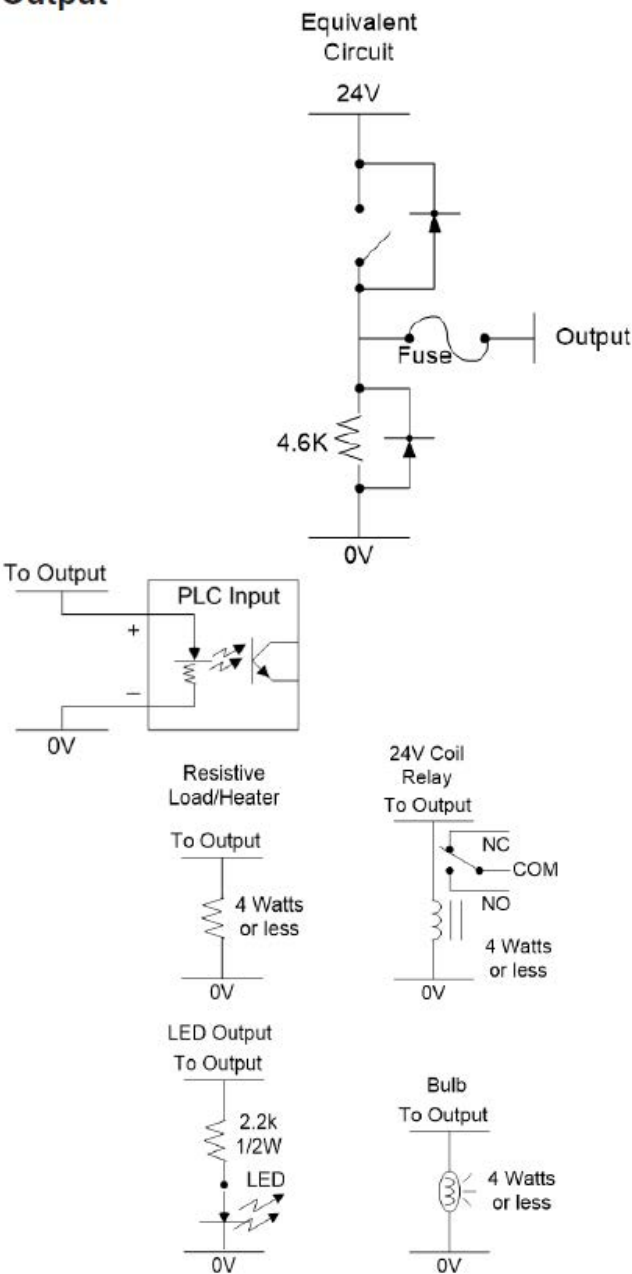 Output
Equivalent
Circuit
24V
Fuse
Output
4.6K
0V
To Output
PLC Input
+
–
0V
Resistive
Load/Heater
To Output
4 Watts
or less
0V
24V Coil
Relay
To Output
NC
COM
NO
4 Watts
or less
0V
LED Output
To Output
2.2k
1/2W
LED
0V
Bulb
To Output
4 Watts
or less
0V